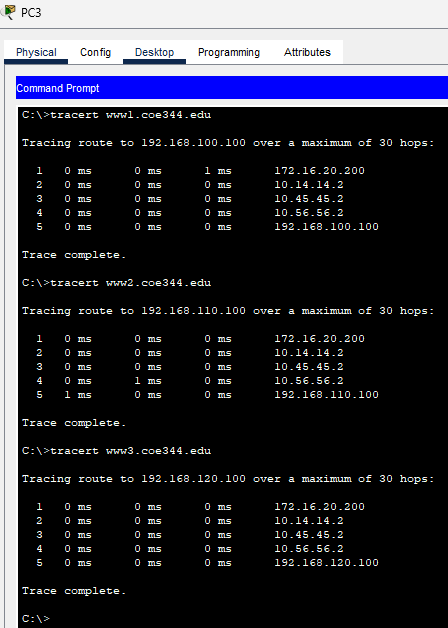 PC3
Physical Config Desktop Programming Attributes
Command Prompt
C:\>tracert www1.coe344.edu
Tracing route to 192.168.100.100 over a maximum of 30 hops:
1 0 ms 0 ms 1 ms 172.16.20.200
2 0 ms 0 ms 0 ms 10.14.14.2
3 0 ms 0 ms 0 ms 10.45.45.2
4 0 ms 0 ms 0 ms 10.56.56.2
5 0 ms 0 ms 0 ms 192.168.100.100
Trace complete.
C:\>tracert www2.coe344.edu
Tracing route to 192.168.110.100 over a maximum of 30 hops:
1 0 ms 0 ms 0 ms 172.16.20.200
2 0 ms 0 ms 0 ms 10.14.14.2
3 0 ms 0 ms 0 ms 10.45.45.2
4 0 ms 1 ms 0 ms 10.56.56.2
5 1 ms 0 ms 0 ms 192.168.110.100
Trace complete.
C:\>tracert www3.coe344.edu
Tracing route to 192.168.120.100 over a maximum of 30 hops:
1 0 ms 0 ms 0 ms 172.16.20.200
2 0 ms 0 ms 0 ms 10.14.14.2
3 0 ms 0 ms 0 ms 10.45.45.2
4 0 ms 0 ms 0 ms 10.56.56.2
5 0 ms 0 ms 0 ms 192.168.120.100
Trace complete.
C:\>